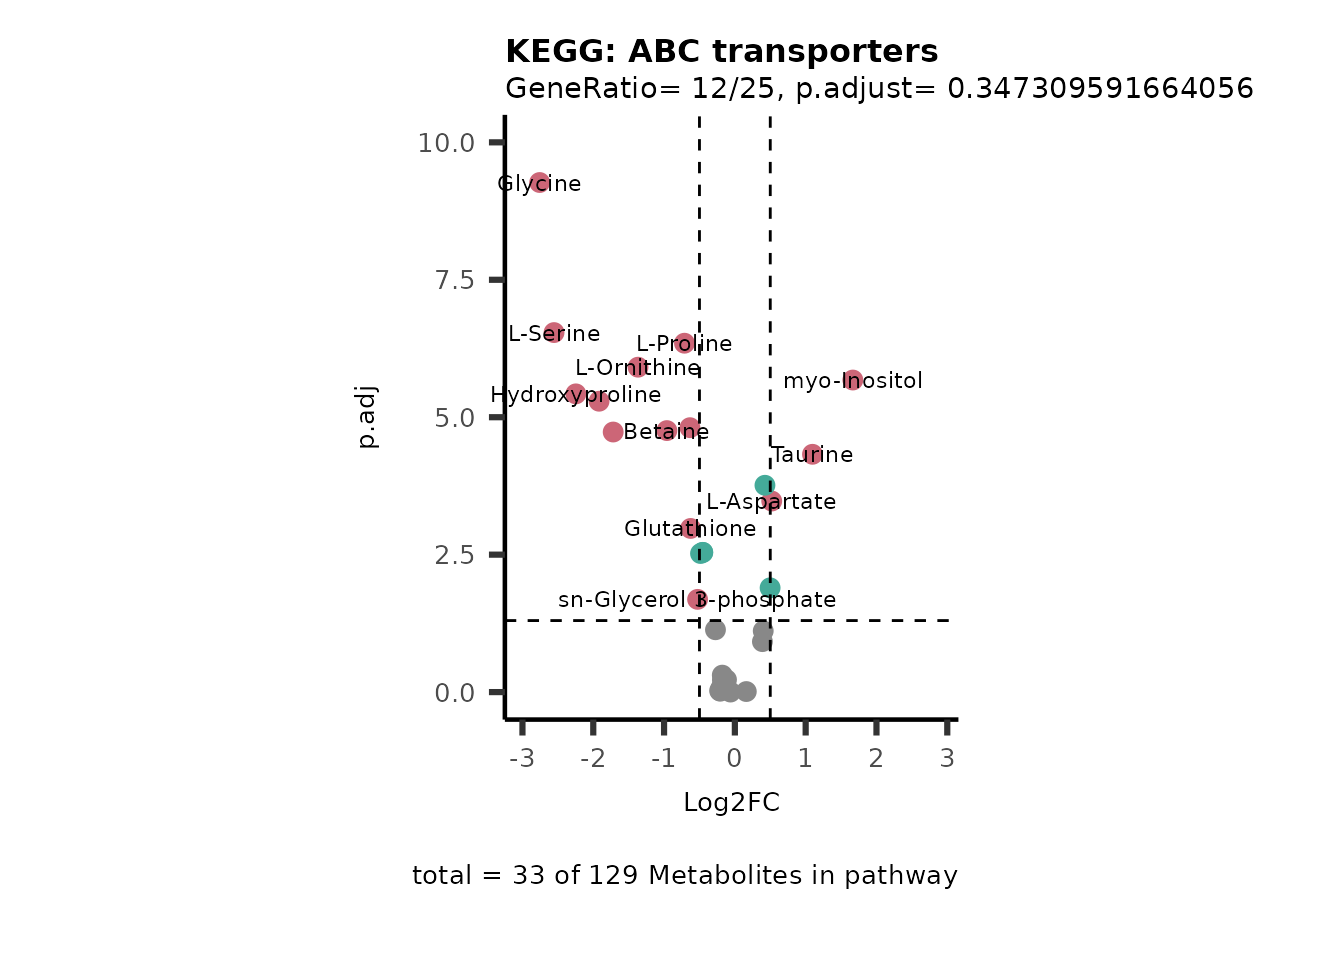 KEGG: ABC transporters
GeneRatio= 12/25, p.adjust= 0.347309591664056
10.0
7.5
5.0
2.5
0.0
p.adj
Glycine
L-Serine
L-Proline
L-Ornithine
myo-Inositol
Hydroxyproline
Betaine
Taurine
L-Aspartate
Glutathione
sn-Glycerol 3-phosphate
-3 -2 -1 0 1 2 3
Log2FC
total = 33 of 129 Metabolites in pathway